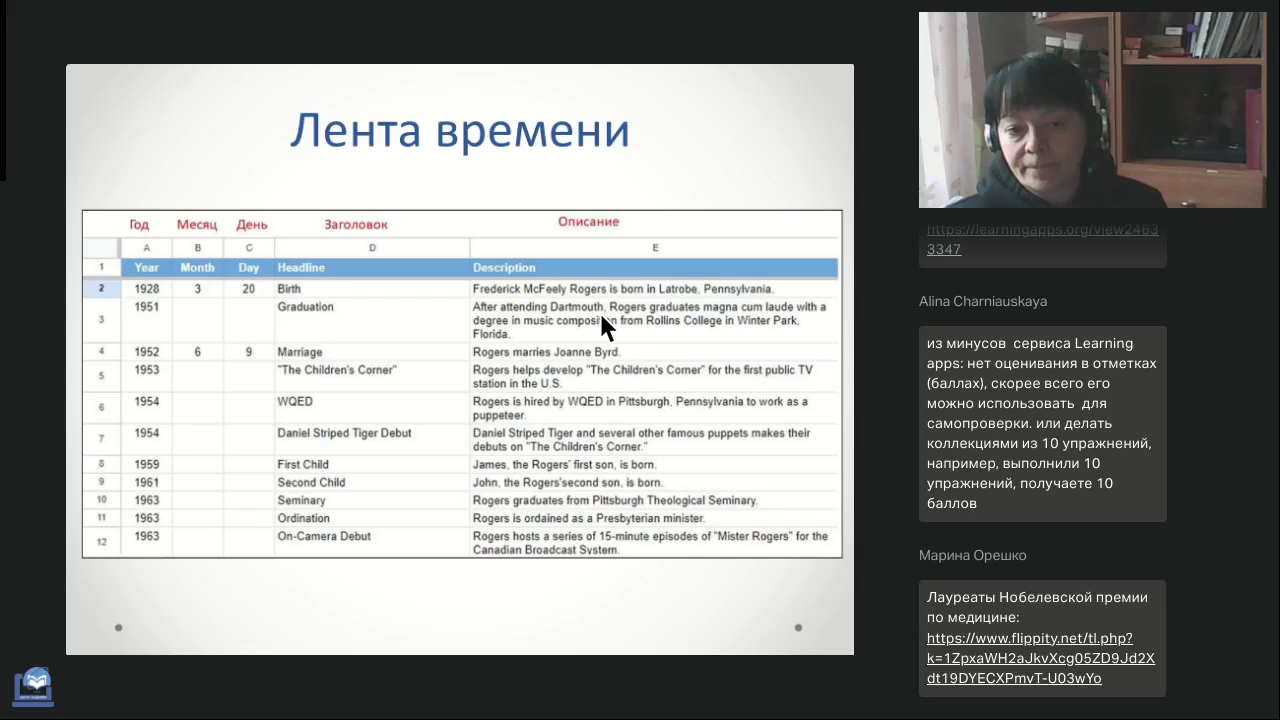 Лента времени
Год Месяц День Заголовок Описание
A B C D E
1 Year Month Day Headline Description
2 1928 3 20 Birth Frederick McFeely Rogers is born in Latrobe, Pennsylvania.
3 1951 Graduation After attending Dartmouth, Rogers graduates magna cum laude with a
degree in music composition from Rollins College in Winter Park,
Florida.
4 1952 6 9 Marriage Rogers marries Joanne Byrd.
5 1953 "The Children's Corner" Rogers helps develop "The Children's Corner" for the first public TV
station in the U.S.
6 1954 WQED Rogers is hired by WQED in Pittsburgh, Pennsylvania to work as a
puppeteer.
7 1954 Daniel Striped Tiger Debut Daniel Striped Tiger and several other famous puppets makes their
debuts on "The Children's Corner."
8 1959 First Child James, the Rogers' first son, is born.
9 1961 Second Child John, the Rogers'second son, is born.
10 1963 Seminary Rogers graduates from Pittsburgh Theological Seminary.
11 1963 Ordination Rogers is ordained as a Presbyterian minister.
12 1963 On-Camera Debut Rogers hosts a series of 15-minute episodes of "Mister Rogers" for the
Canadian Broadcast System.
https://learningapps.org/view2463
3347
Alina Charniauskaya
из минусов сервиса Learning
apps: нет оценивания в отметках
(баллах), скорее всего его
можно использовать для
самопроверки. или делать
коллекциями из 10 упражнений,
например, выполнили 10
упражнений, получаете 10
баллов
Марина Орешко
Лауреаты Нобелевской премии
по медицине:
https://www.flippity.net/tl.php?
k=1ZpxaWH2aJkvXcg05ZD9Jd2X
dt19DYECXPmvT-U03wYo